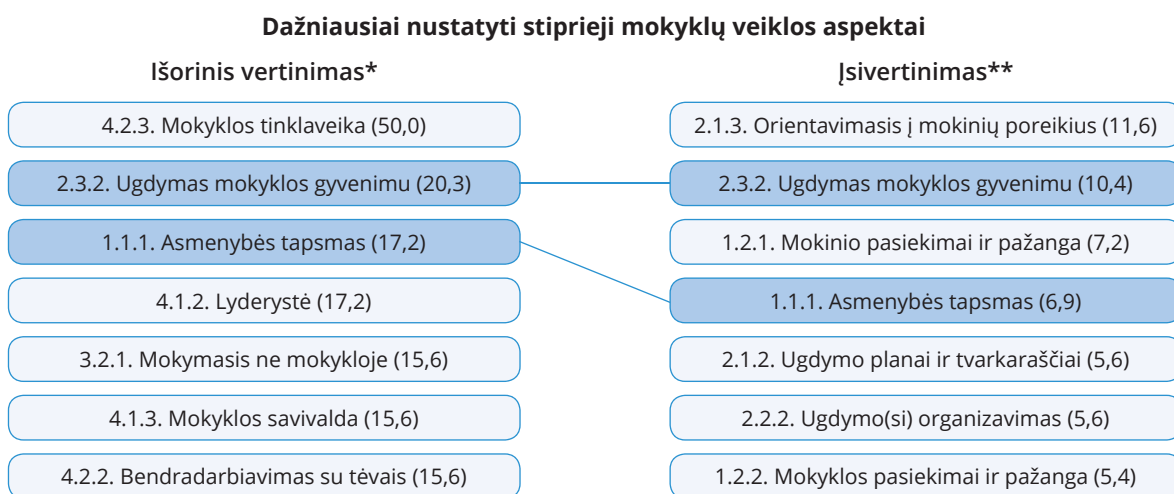 Dažniausiai nustatyti stiprieji mokyklų veiklos aspektai
Išorinis vertinimas*
4.2.3. Mokyklos tinklaveika (50,0)
2.3.2. Ugdymas mokyklos gyvenimu (20,3)
1.1.1. Asmenybės tapsmas (17,2)
4.1.2. Lyderystė (17,2)
3.2.1. Mokymasis ne mokykloje (15,6)
4.1.3. Mokyklos savivalda (15,6)
4.2.2. Bendradarbiavimas su tėvais (15,6)
Įsivertinimas**
2.1.3. Orientavimasis į mokinių poreikius (11,6)
2.3.2. Ugdymas mokyklos gyvenimu (10,4)
1.2.1. Mokinio pasiekimai ir pažanga (7,2)
1.1.1. Asmenybės tapsmas (6,9)
2.1.2. Ugdymo planai ir tvarkaraščiai (5,6)
2.2.2. Ugdymo(si) organizavimas (5,6)
1.2.2. Mokyklos pasiekimai ir pažanga (5,4)